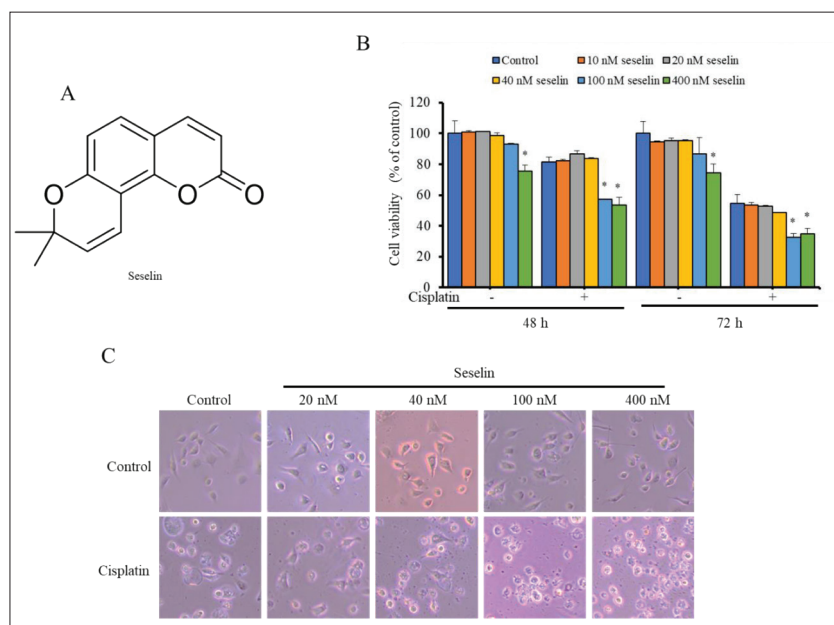 A
O
O
O
Seselin
B
Control 10 nM seselin 20 nM seselin
40 nM seselin 100 nM seselin 400 nM seselin
Cell viability (% of control)
120
100
80
60
40
20
0
* * * * * *
Cisplatin - + - +
48 h 72 h
C
Seselin
Control 20 nM 40 nM 100 nM 400 nM
Control
Cisplatin